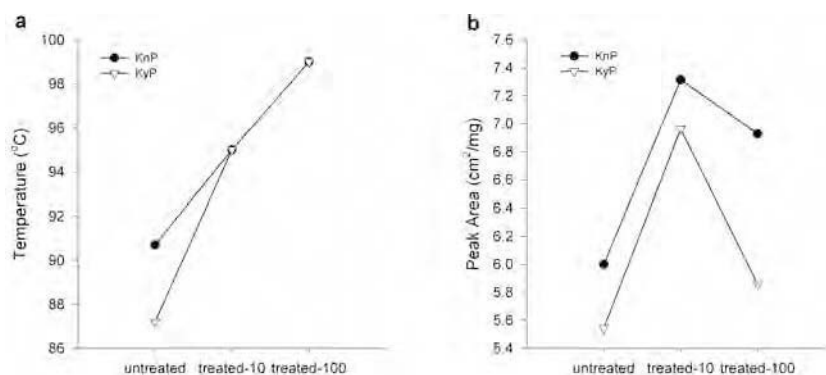 a
100
98
96
94
92
90
88
86
Temperature (°C)
KnP
KyP
untreated treated-10 treated-100
b
7.6
7.4
7.2
7.0
6.8
6.6
6.4
6.2
6.0
5.8
5.6
5.4
Peak Area (cm²/mg)
KnP
KyP
untreated treated-10 treated-100